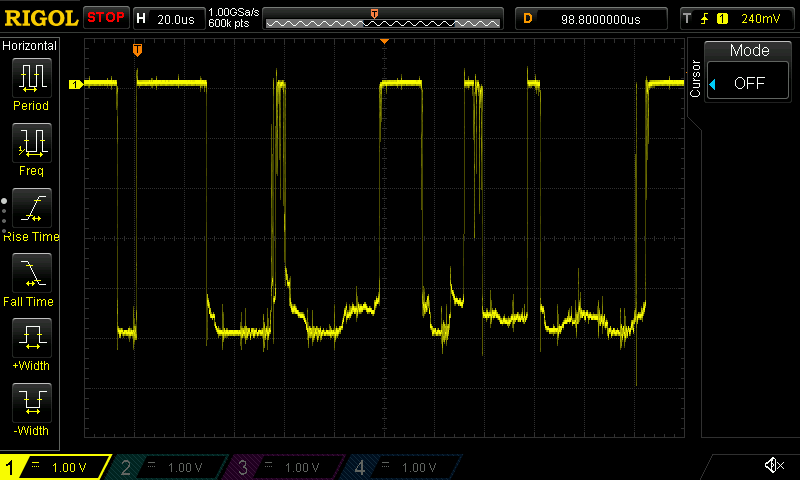 RIGOL STOP H 20.0us 1.00GSa/s D 98.8000000us T 1 240mV
600k pts
Horizontal
T
1
Period
Freq
Rise Time
Fall Time
+Width
-Width
Cursor
Mode
OFF
1 1.00 V 2 1.00 V 3 1.00 V 4 1.00 V